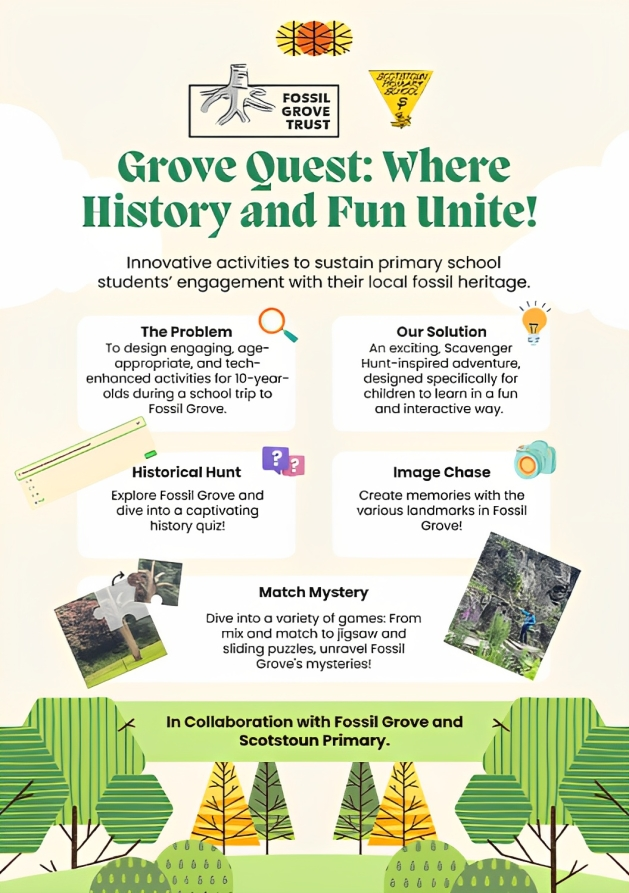 FOSSIL
GROVE
TRUST
SCOTSTOUN
PRIMARY
SCHOOL
Grove Quest: Where
History and Fun Unite!
Innovative activities to sustain primary school
students' engagement with their local fossil heritage.
The Problem
To design engaging, age-
appropriate, and tech-
enhanced activities for 10-year-
olds during a school trip to
Fossil Grove.
Our Solution
An exciting, Scavenger
Hunt-inspired adventure,
designed specifically for
children to learn in a fun
and interactive way.
Historical Hunt
Explore Fossil Grove and
dive into a captivating
history quiz!
Image Chase
Create memories with the
various landmarks in Fossil
Grove!
Match Mystery
Dive into a variety of games: From
mix and match to jigsaw and
sliding puzzles, unravel Fossil
Grove's mysteries!
In Collaboration with Fossil Grove and
Scotstoun Primary.